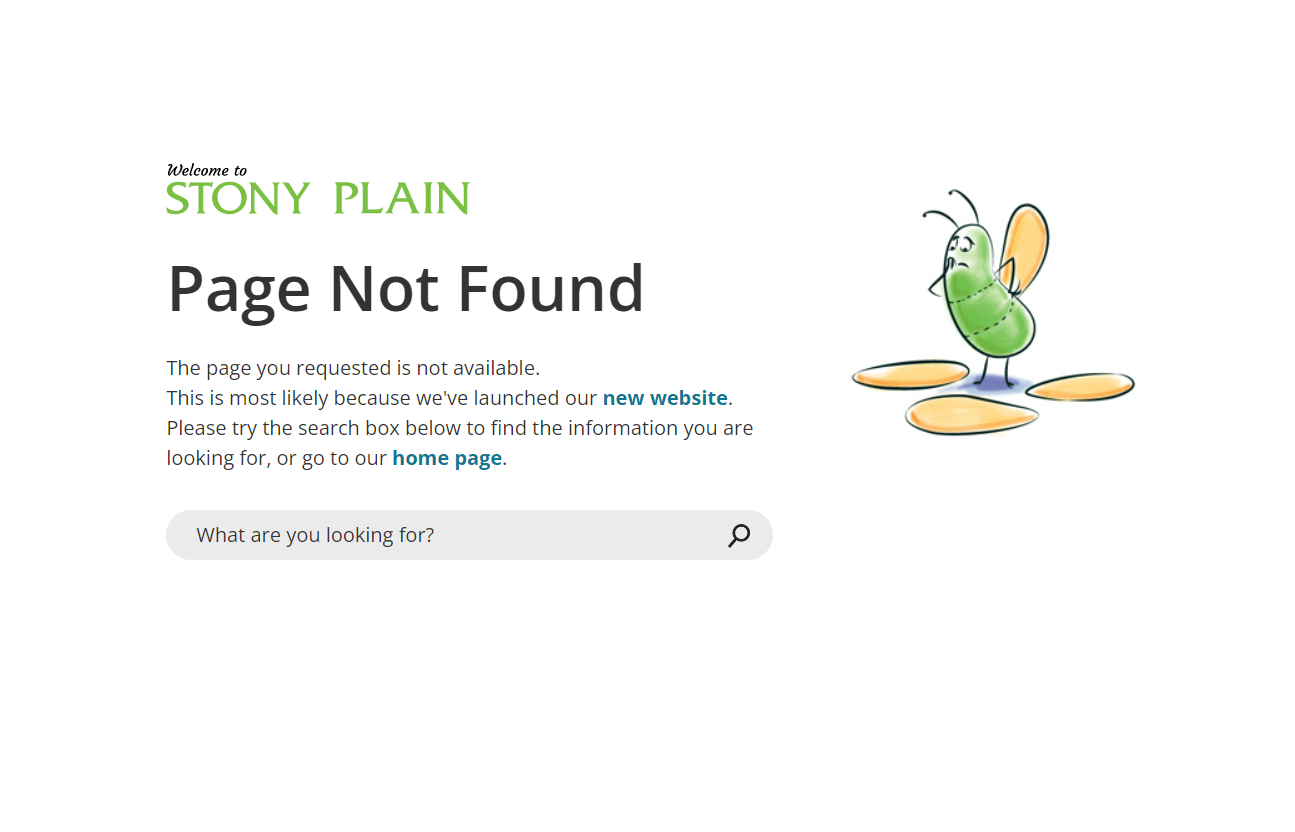 Welcome to
STONY PLAIN
Page Not Found
The page you requested is not available.
This is most likely because we've launched our new website.
Please try the search box below to find the information you are
looking for, or go to our home page.
What are you looking for?